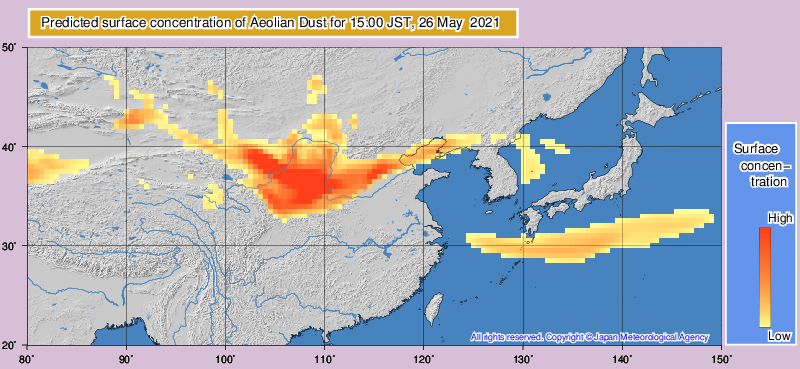 Predicted surface concentration of Aeolian Dust for 15:00 JST, 26 May 2021
50°
40°
30°
20°
80°
90°
100°
110°
120°
130°
140°
150°
Surface
concen–
tration
High
Low
All rights reserved. Copyright © Japan Meteorological Agency